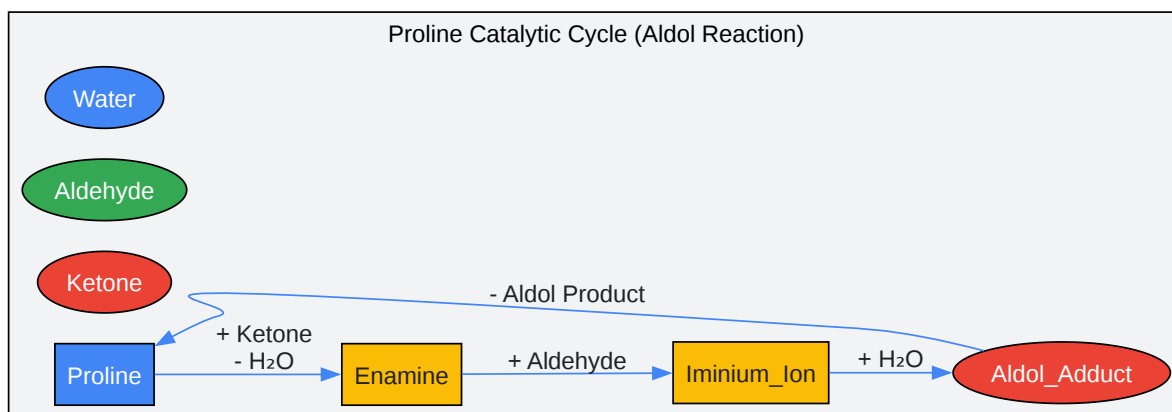 Proline Catalytic Cycle (Aldol Reaction)
Water
Aldehyde
Ketone
- Aldol Product
+ Ketone
- H₂O
+ Aldehyde
+ H₂O
Proline
Enamine
Iminium_Ion
Aldol_Adduct